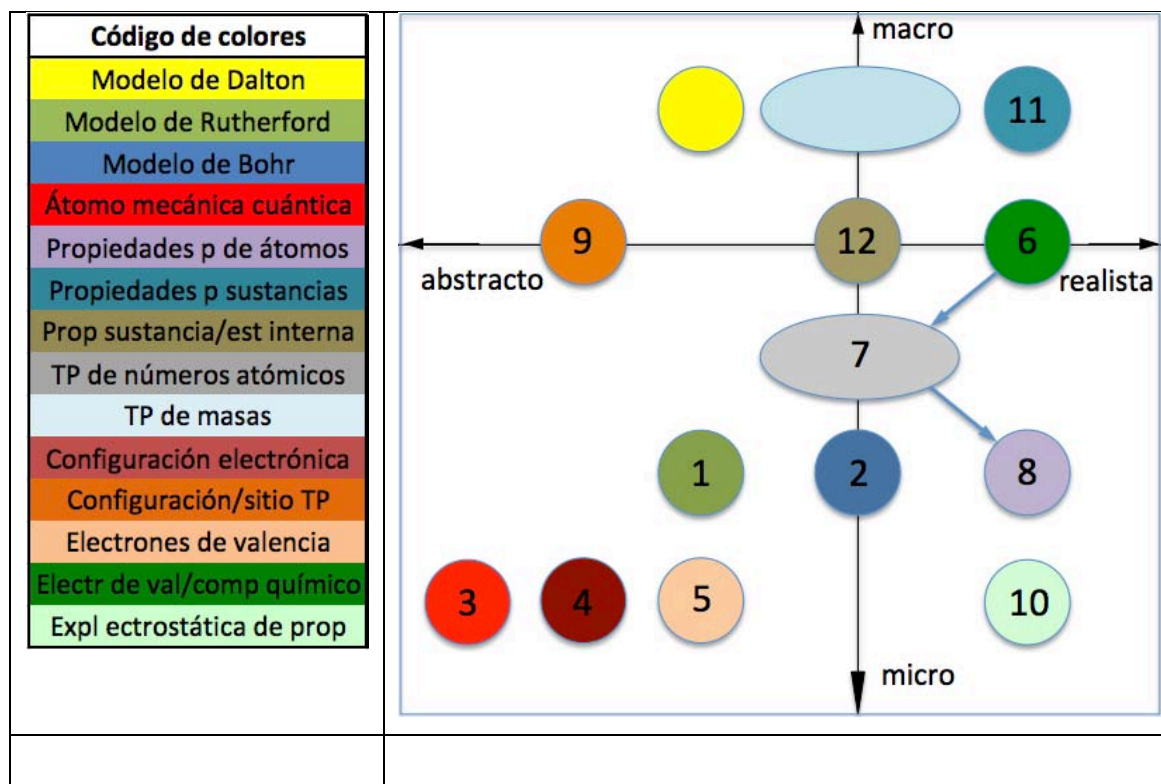 Código de colores
Modelo de Dalton
Modelo de Rutherford
Modelo de Bohr
Átomo mecánica cuántica
Propiedades p de átomos
Propiedades p sustancias
Prop sustancia/est interna
TP de números atómicos
TP de masas
Configuración electrónica
Configuración/sitio TP
Electrones de valencia
Electr de val/comp químico
Expl ectrostática de prop
macro
11
9
12
6
abstracto
realista
7
1
2
8
3
4
5
10
micro